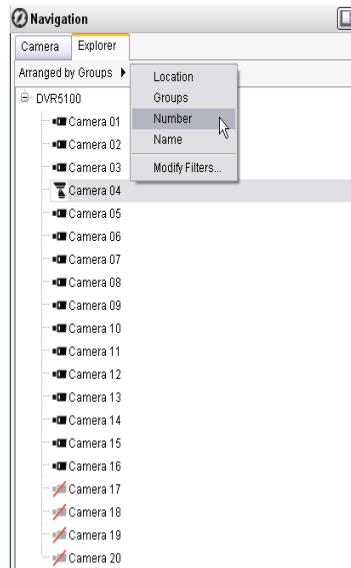 Navigation
Camera Explorer
Arranged by Groups
Location
Groups
Number
Name
Modify Filters...
DVR5100
Camera 01
Camera 02
Camera 03
Camera 04
Camera 05
Camera 06
Camera 07
Camera 08
Camera 09
Camera 10
Camera 11
Camera 12
Camera 13
Camera 14
Camera 15
Camera 16
Camera 17
Camera 18
Camera 19
Camera 20